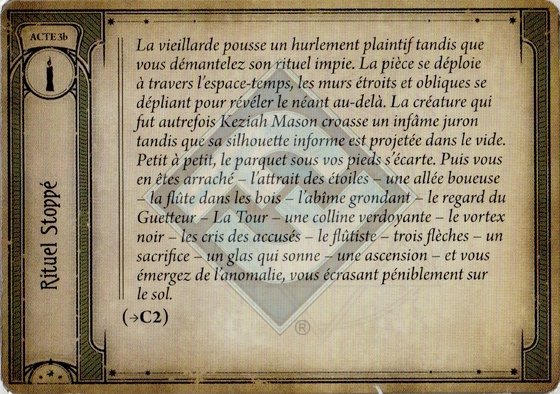 ACTE 3b
Rituel Stoppé
La vieillarde pousse un hurlement plaintif tandis que
vous démantelez son rituel impie. La pièce se déploie
à travers l'espace-temps, les murs étroits et obliques se
dépliant pour révéler le néant au-delà. La créature qui
fut autrefois Keziah Mason croasse un infâme juron
tandis que sa silhouette informe est projetée dans le vide.
Petit à petit, le parquet sous vos pieds s'écarte. Puis vous
en êtes arraché – l'attrait des étoiles – une allée boueuse
– la flûte dans les bois – l'abîme grondant – le regard du
Guetteur – La Tour – une colline verdoyante – le vortex
noir – les cris des accusés – le flûtiste – trois flèches – un
sacrifice – un glas qui sonne – une ascension – et vous
émergez de l'anomalie, vous écrasant péniblement sur
le sol.
(→C2)
®